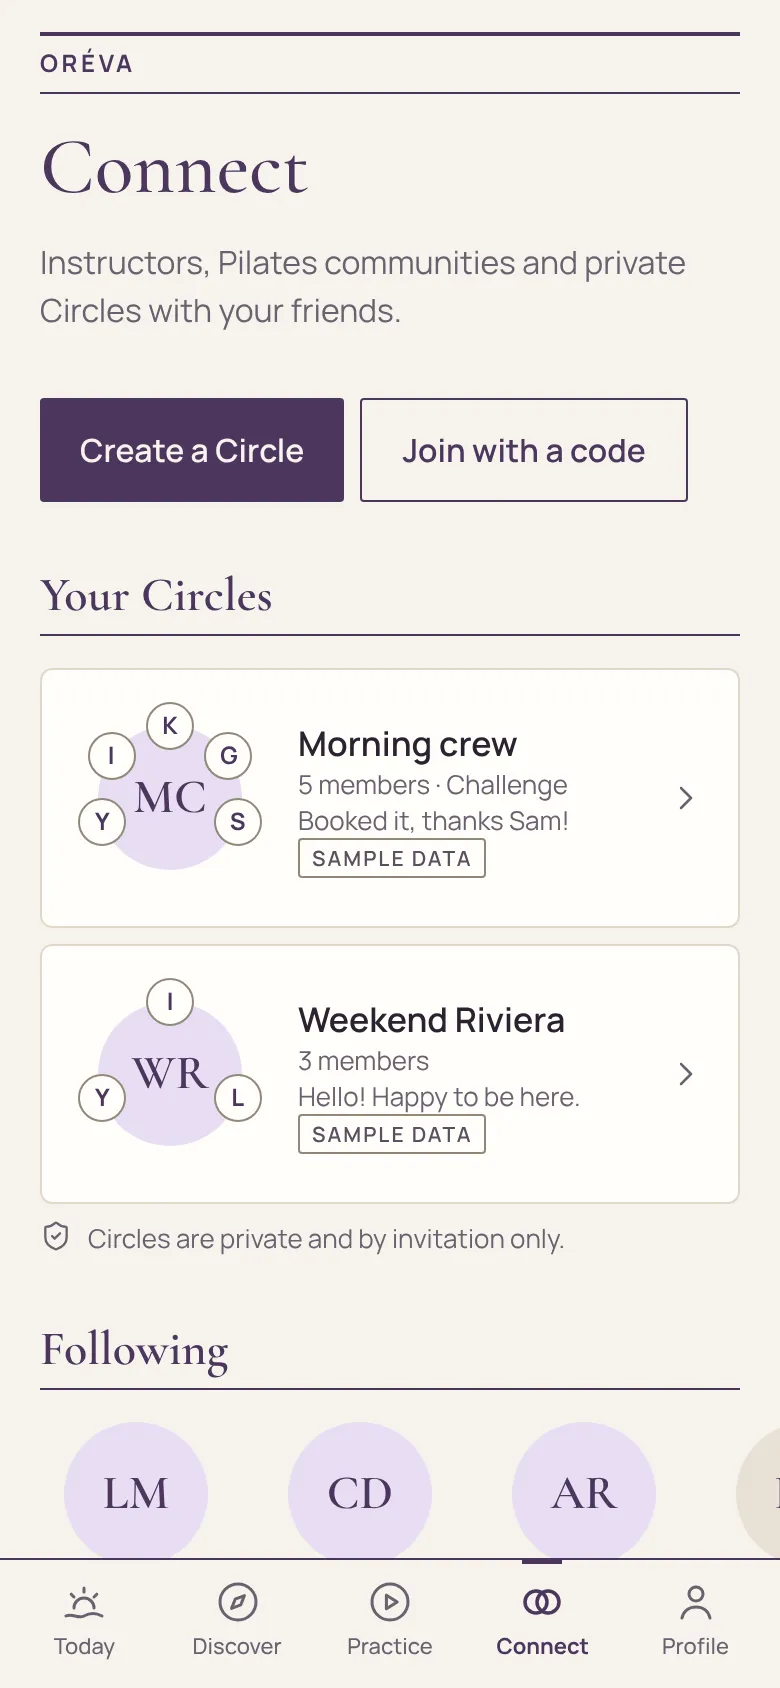 ORÉVA
Connect
Instructors, Pilates communities and private
Circles with your friends.
Create a Circle
Join with a code
Your Circles
K
I
G
MC
Y
S
Morning crew
5 members · Challenge
Booked it, thanks Sam!
SAMPLE DATA
I
WR
Y
L
Weekend Riviera
3 members
Hello! Happy to be here.
SAMPLE DATA
Circles are private and by invitation only.
Following
LM
CD
AR
Today
Discover
Practice
Connect
Profile